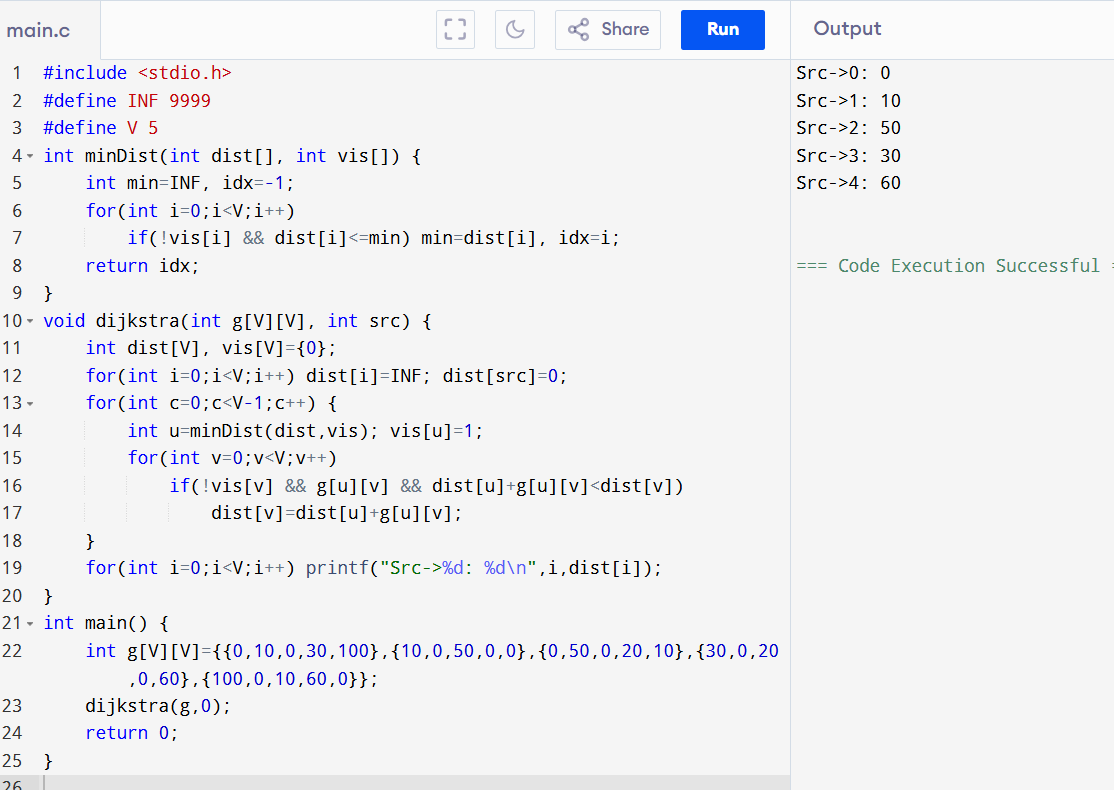 main.c
Share
Run
Output
1 #include <stdio.h>
2 #define INF 9999
3 #define V 5
4 int minDist(int dist[], int vis[]) {
5     int min=INF, idx=-1;
6     for(int i=0;i<V;i++)
7         if(!vis[i] && dist[i]<=min) min=dist[i], idx=i;
8     return idx;
9 }
10 void dijkstra(int g[V][V], int src) {
11     int dist[V], vis[V]={0};
12     for(int i=0;i<V;i++) dist[i]=INF; dist[src]=0;
13     for(int c=0;c<V-1;c++) {
14         int u=minDist(dist,vis); vis[u]=1;
15         for(int v=0;v<V;v++)
16             if(!vis[v] && g[u][v] && dist[u]+g[u][v]<dist[v])
17                 dist[v]=dist[u]+g[u][v];
18     }
19     for(int i=0;i<V;i++) printf("Src->%d: %d\n",i,dist[i]);
20 }
21 int main() {
22     int g[V][V]={{0,10,0,30,100},{10,0,50,0,0},{0,50,0,20,10},{30,0,20
,0,60},{100,0,10,60,0}};
23     dijkstra(g,0);
24     return 0;
25 }
26
Src->0: 0
Src->1: 10
Src->2: 50
Src->3: 30
Src->4: 60
=== Code Execution Successful =